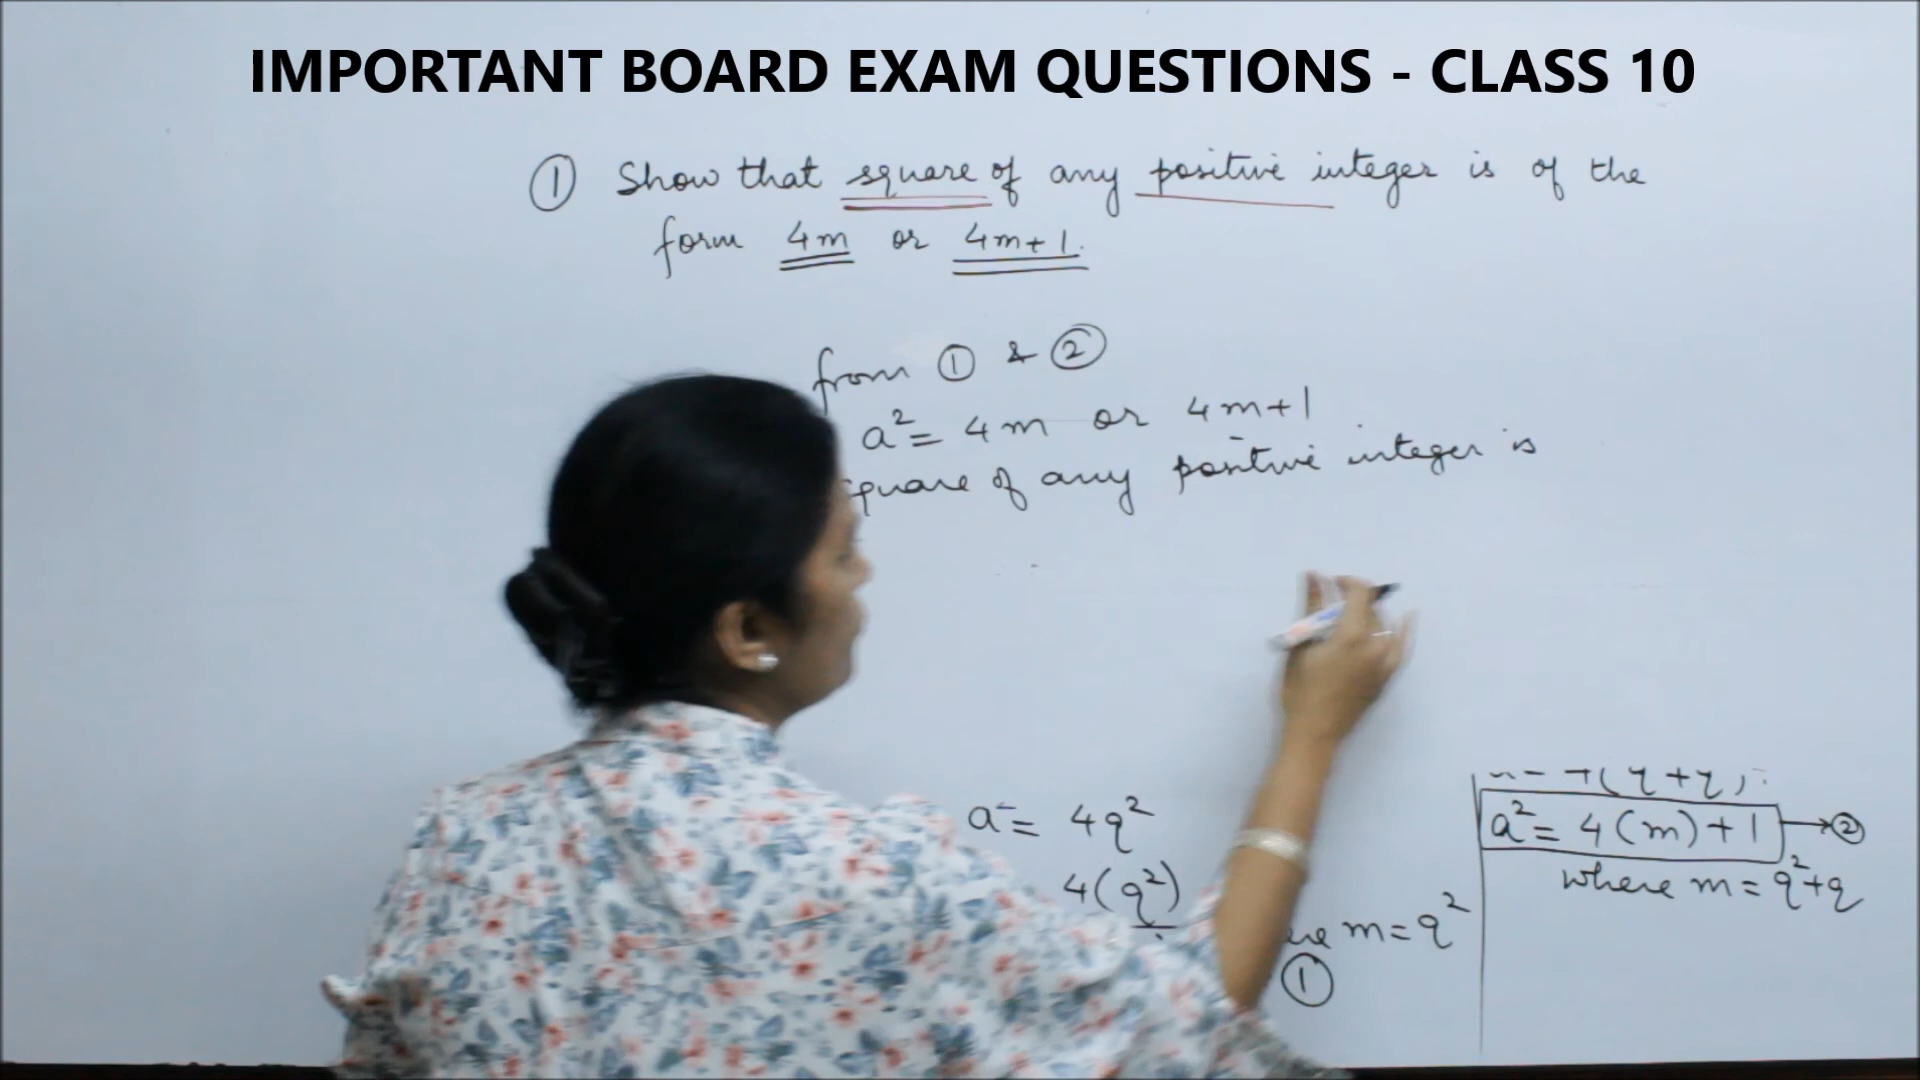 IMPORTANT BOARD EXAM QUESTIONS - CLASS 10
① Show that square of any positive integer is of the
form 4m or 4m+1.
from ① & ②
a² = 4m or 4m+1
square of any positive integer is
a² = 4q²
4(q²)
m = q²
①
a² = 4(m)+1 → ②
where m = q²+q